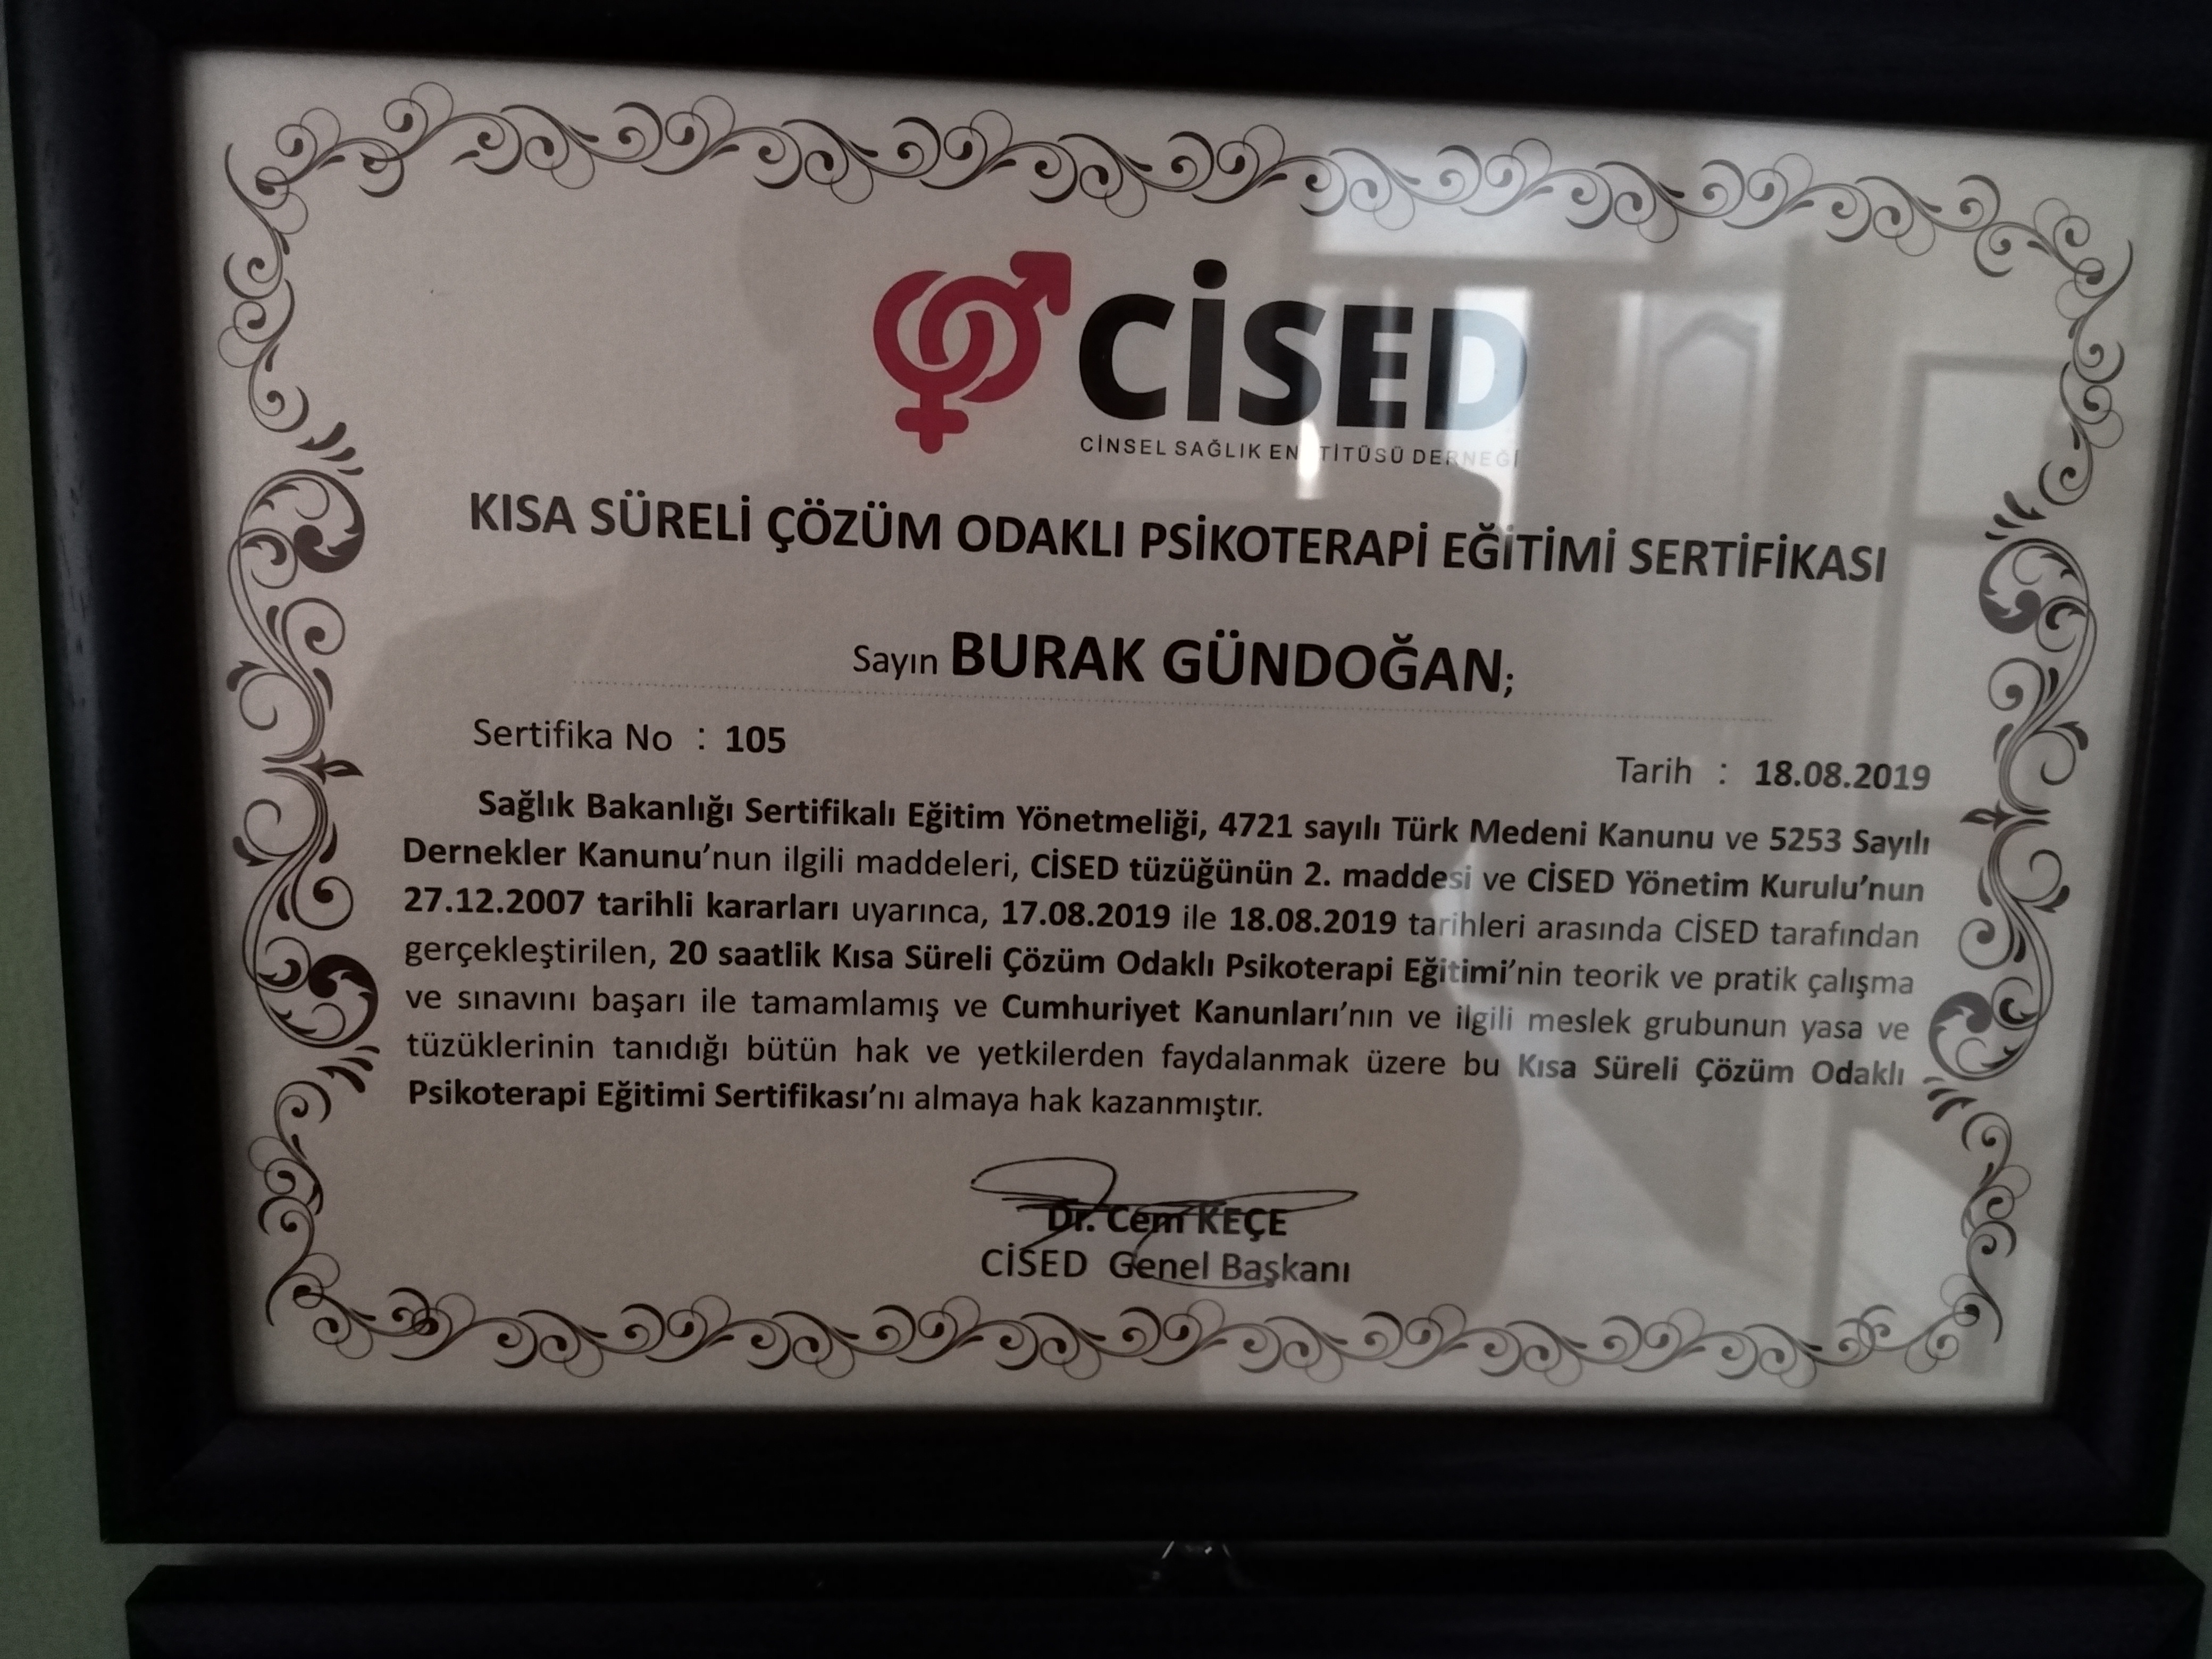 CİSED
CİNSEL SAĞLIK ENSTİTÜSÜ DERNEĞİ
KISA SÜRELİ ÇÖZÜM ODAKLI PSİKOTERAPİ EĞİTİMİ SERTİFİKASI
Sayın BURAK GÜNDOĞAN;
Sertifika No : 105
Tarih : 18.08.2019
Sağlık Bakanlığı Sertifikalı Eğitim Yönetmeliği, 4721 sayılı Türk Medeni Kanunu ve 5253 Sayılı
Dernekler Kanunu'nun ilgili maddeleri, CİSED tüzüğünün 2. maddesi ve CİSED Yönetim Kurulu'nun
27.12.2007 tarihli kararları uyarınca, 17.08.2019 ile 18.08.2019 tarihleri arasında CİSED tarafından
gerçekleştirilen, 20 saatlik Kısa Süreli Çözüm Odaklı Psikoterapi Eğitimi'nin teorik ve pratik çalışma
ve sınavını başarı ile tamamlamış ve Cumhuriyet Kanunları'nın ve ilgili meslek grubunun yasa ve
tüzüklerinin tanıdığı bütün hak ve yetkilerden faydalanmak üzere bu Kısa Süreli Çözüm Odaklı
Psikoterapi Eğitimi Sertifikası'nı almaya hak kazanmıştır.
Dr. Cem KEÇE
CİSED Genel Başkanı